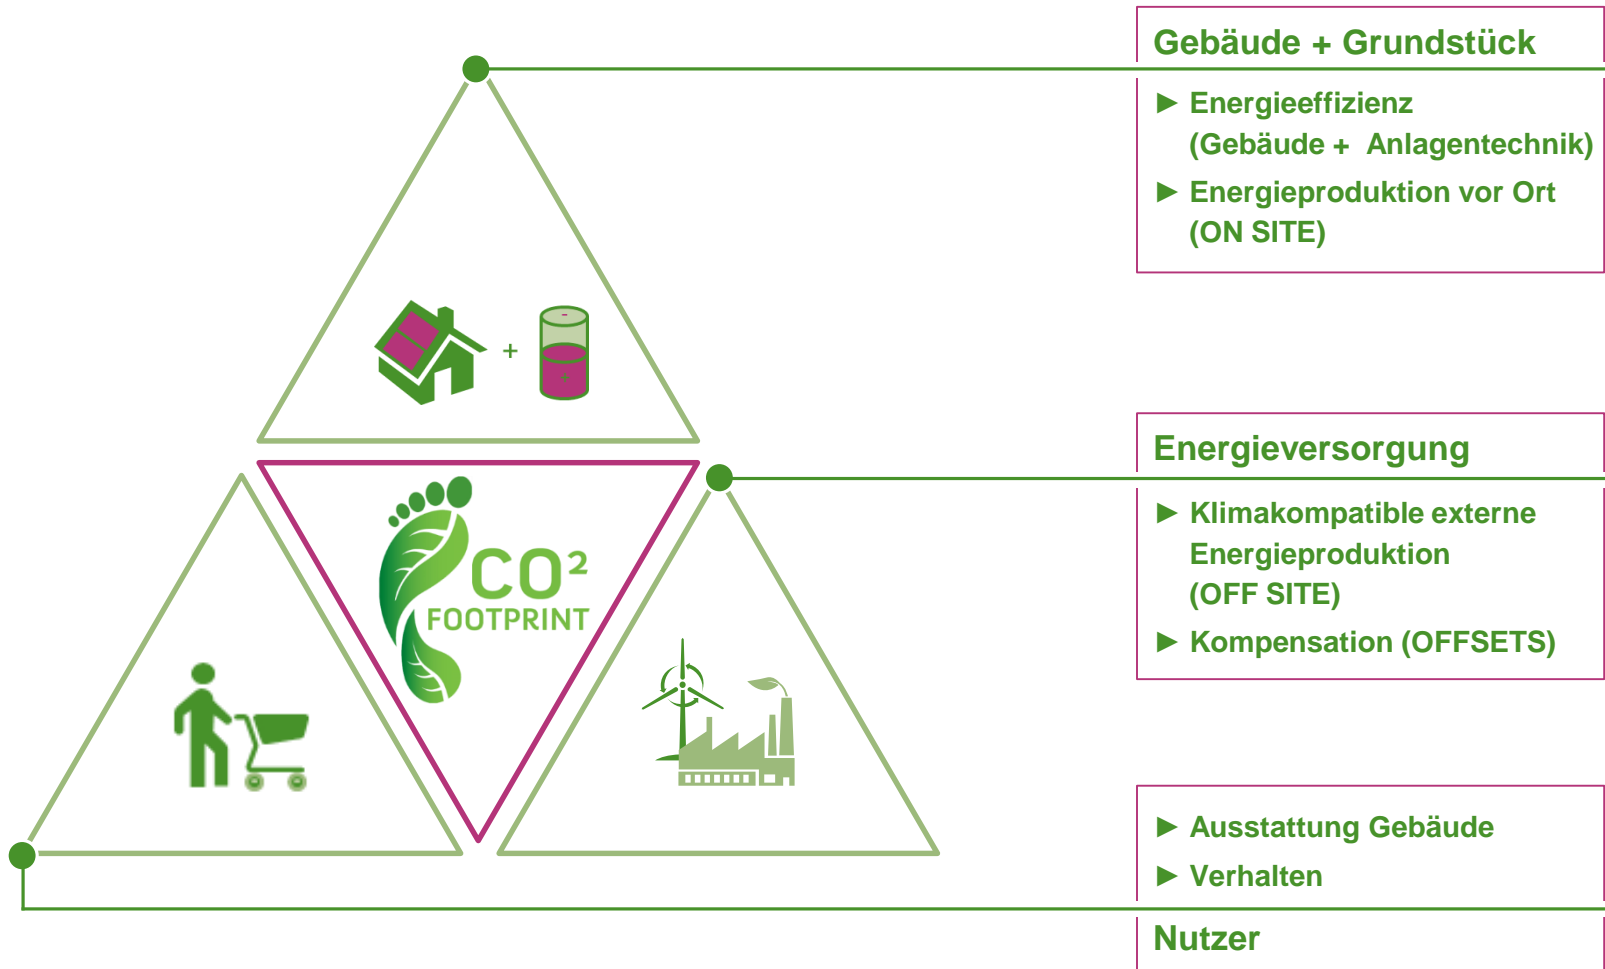 Gebäude + Grundstück
► Energieeffizienz
(Gebäude + Anlagentechnik)
► Energieproduktion vor Ort
(ON SITE)
-
+
+
Energieversorgung
► Klimakompatible externe
Energieproduktion
(OFF SITE)
► Kompensation (OFFSETS)
CO²
FOOTPRINT
► Ausstattung Gebäude
► Verhalten
Nutzer